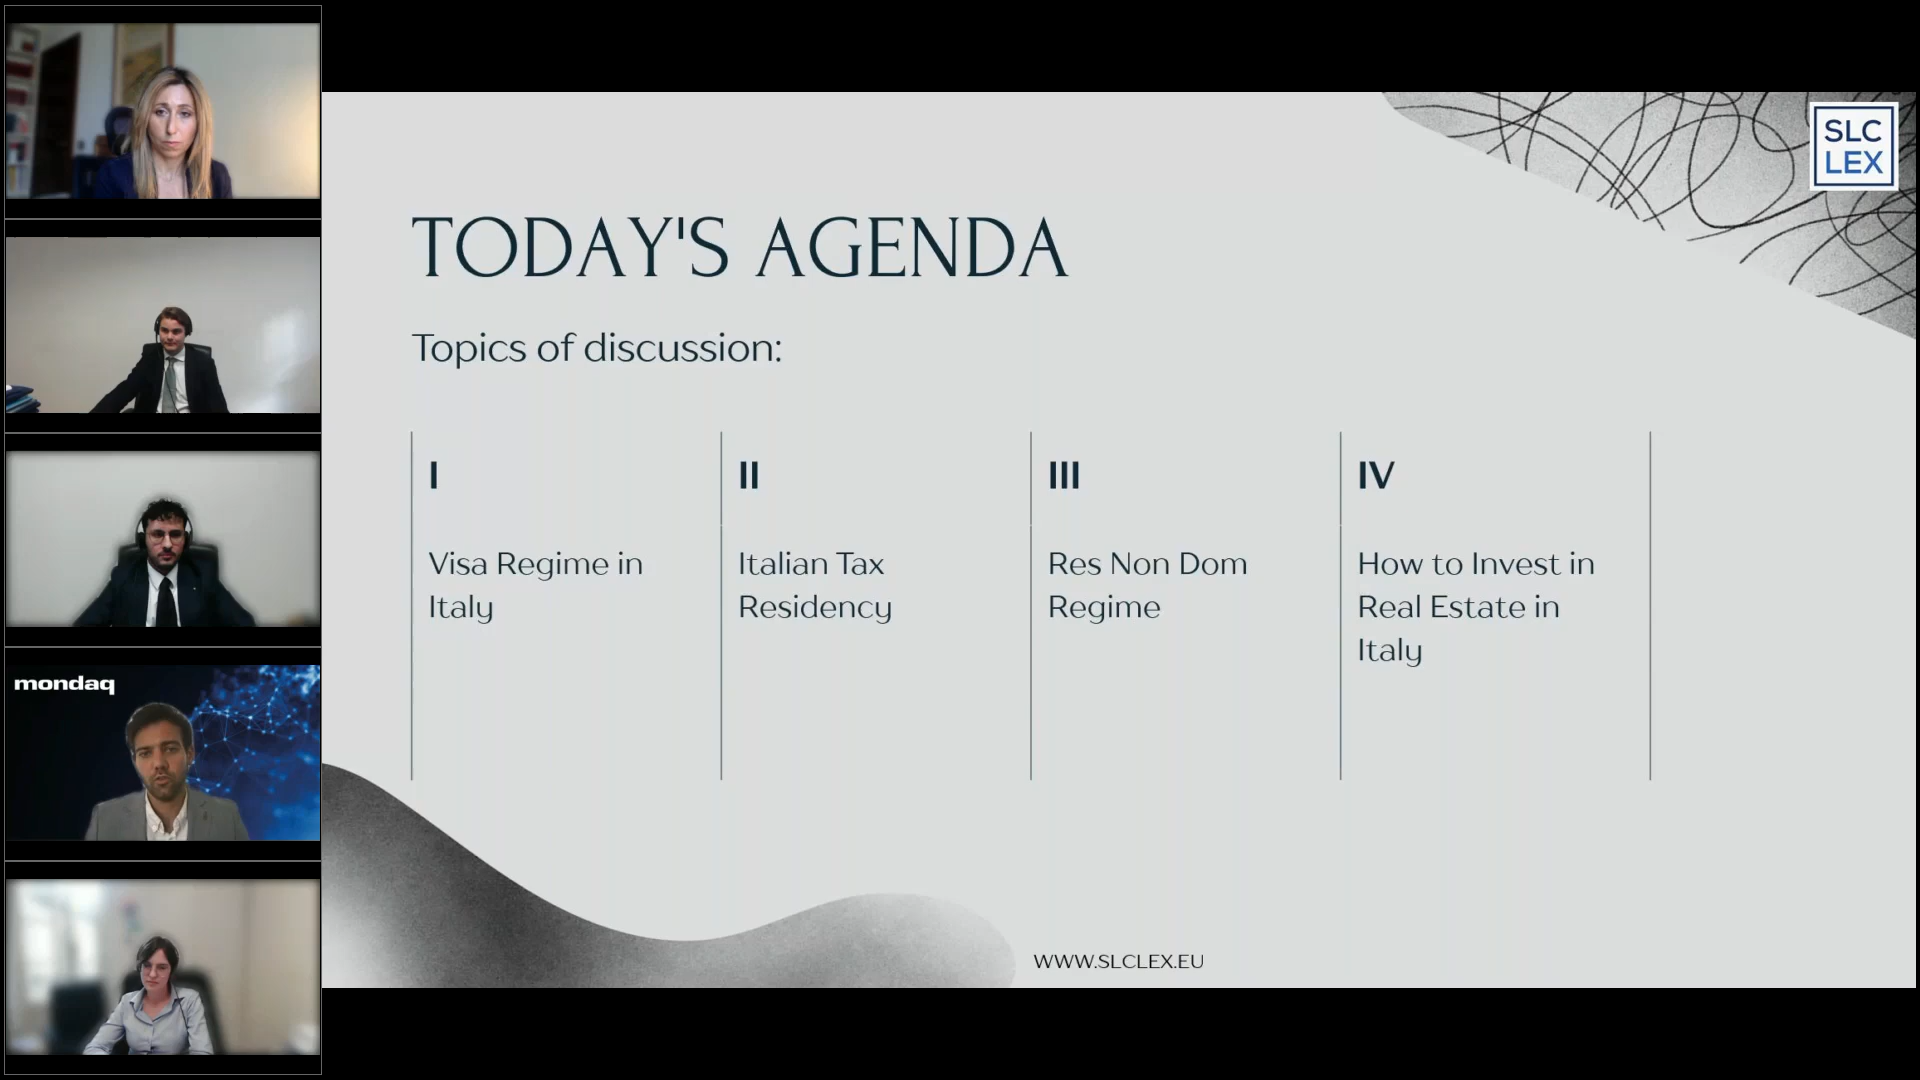 SLC
LEX
TODAY'S AGENDA
Topics of discussion:
I
Visa Regime in
Italy
II
Italian Tax
Residency
III
Res Non Dom
Regime
IV
How to Invest in
Real Estate in
Italy
mondaq
WWW.SLCLEX.EU